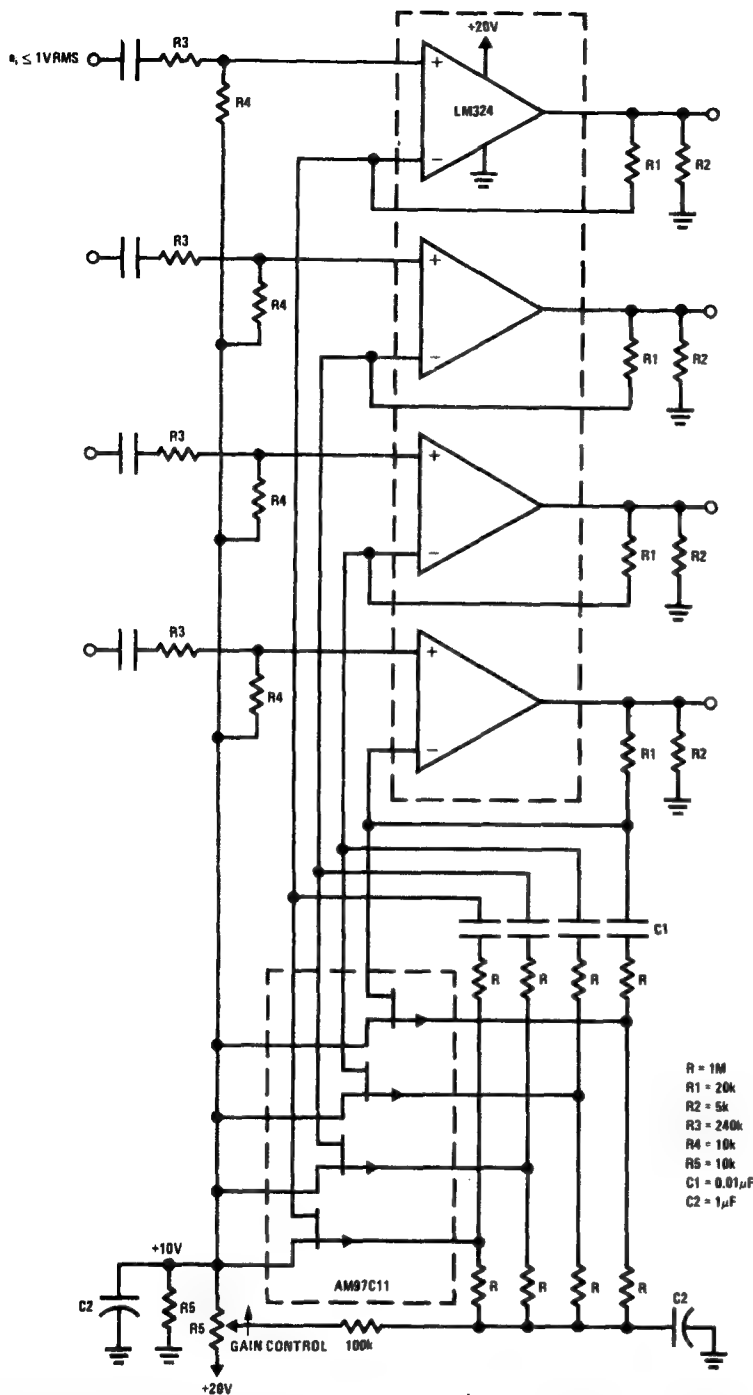 R3
+20V
eᵢ ≤ 1V RMS
R4
LM324
R1
R2
R3
R4
R1
R2
R3
R4
R1
R2
R3
R4
R1
R2
C1
R
R
R
R
R = 1M
R1 = 20k
R2 = 5k
R3 = 240k
R4 = 10k
R5 = 10k
C1 = 0.01µF
C2 = 1µF
+10V
AM97C11
R
R
R
R
C2
R5
R5
C2
GAIN CONTROL
100k
+20V